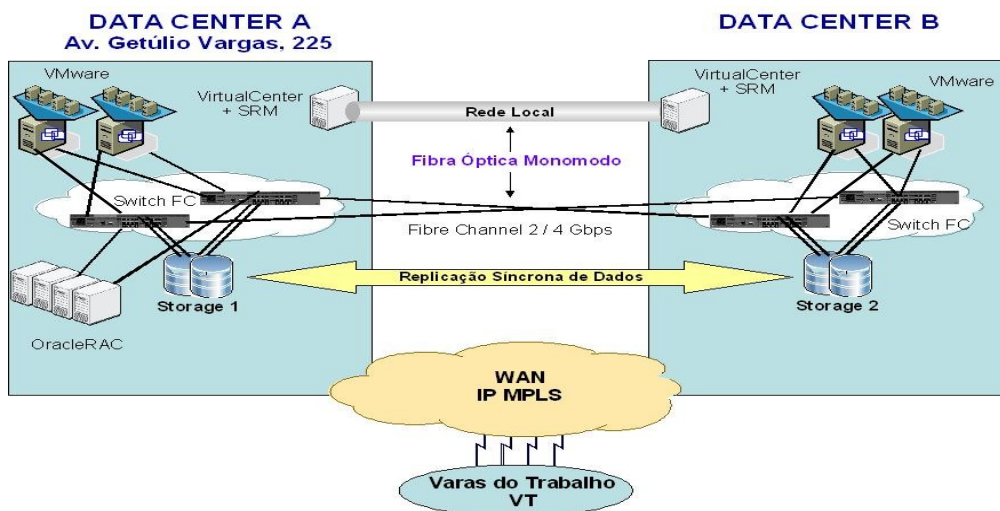 DATA CENTER A
Av. Getúlio Vargas, 225
DATA CENTER B
VMware
VirtualCenter
+ SRM
Rede Local
VirtualCenter
+ SRM
VMware
Fibra Óptica Monomodo
Switch FC
Fibre Channel 2 / 4 Gbps
Switch FC
Replicação Síncrona de Dados
Storage 1
Storage 2
OracleRAC
WAN
IP MPLS
Varas do Trabalho
VT